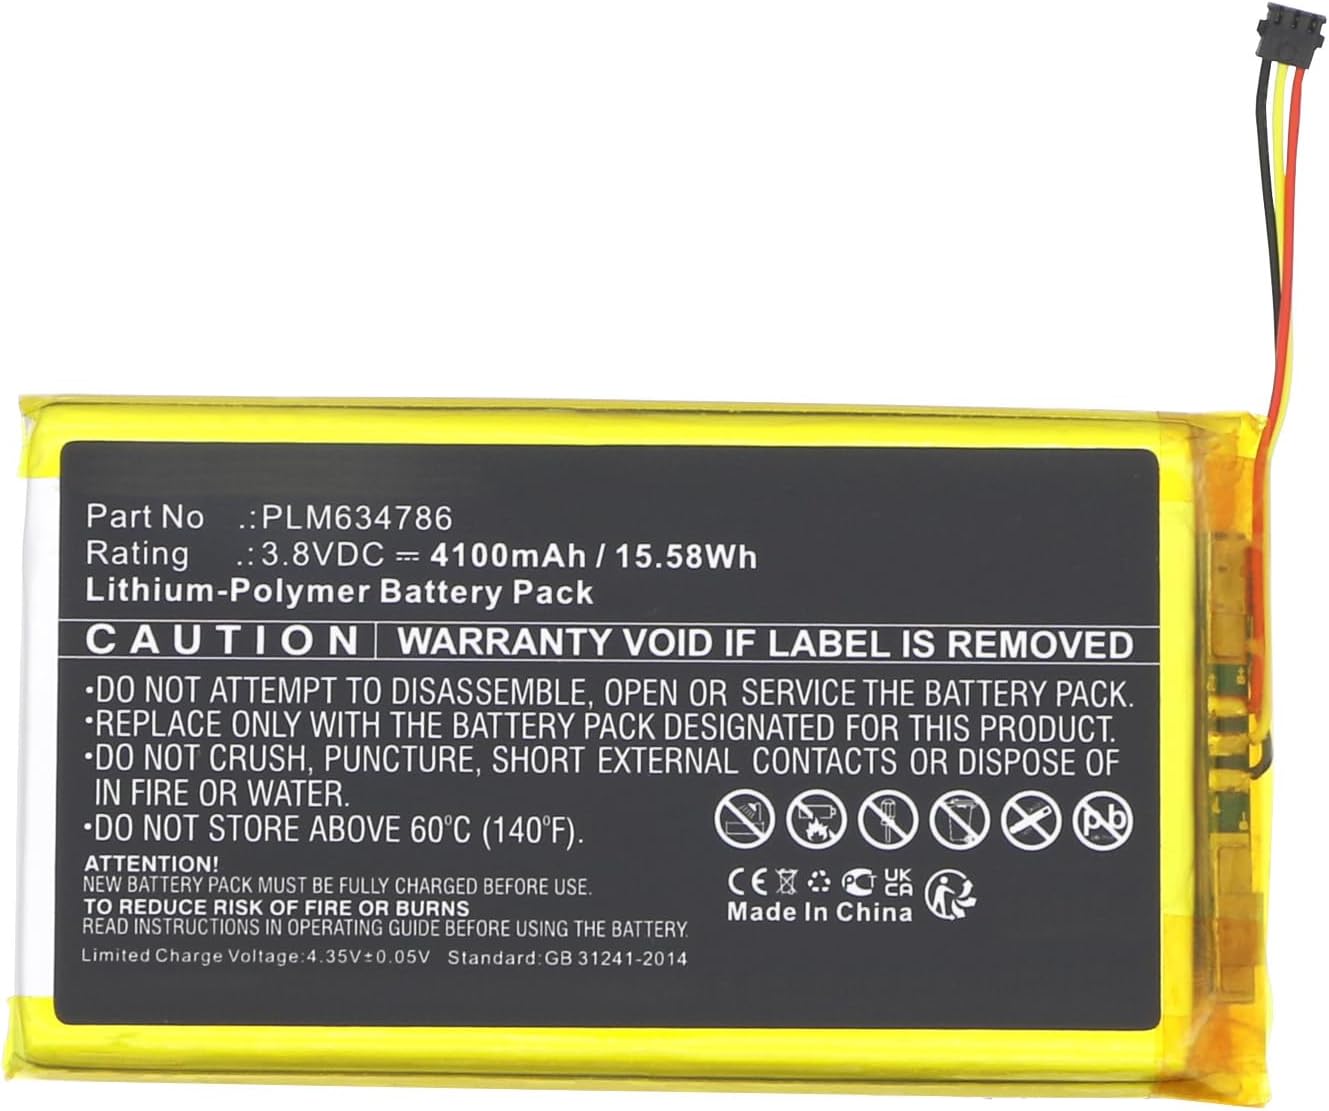 Part No .:PLM634786
Rating .:3.8VDC ⎓ 4100mAh / 15.58Wh
Lithium-Polymer Battery Pack
CAUTION WARRANTY VOID IF LABEL IS REMOVED
•DO NOT ATTEMPT TO DISASSEMBLE, OPEN OR SERVICE THE BATTERY PACK.
•REPLACE ONLY WITH THE BATTERY PACK DESIGNATED FOR THIS PRODUCT.
•DO NOT CRUSH, PUNCTURE, SHORT EXTERNAL CONTACTS OR DISPOSE OF
IN FIRE OR WATER.
•DO NOT STORE ABOVE 60°C (140°F).
Pb
ATTENTION!
NEW BATTERY PACK MUST BE FULLY CHARGED BEFORE USE.
TO REDUCE RISK OF FIRE OR BURNS
READ INSTRUCTIONS IN OPERATING GUIDE BEFORE USING THE BATTERY.
Limited Charge Voltage:4.35V±0.05V Standard:GB 31241-2014
CE UK
CA
Made In China
B+
B-